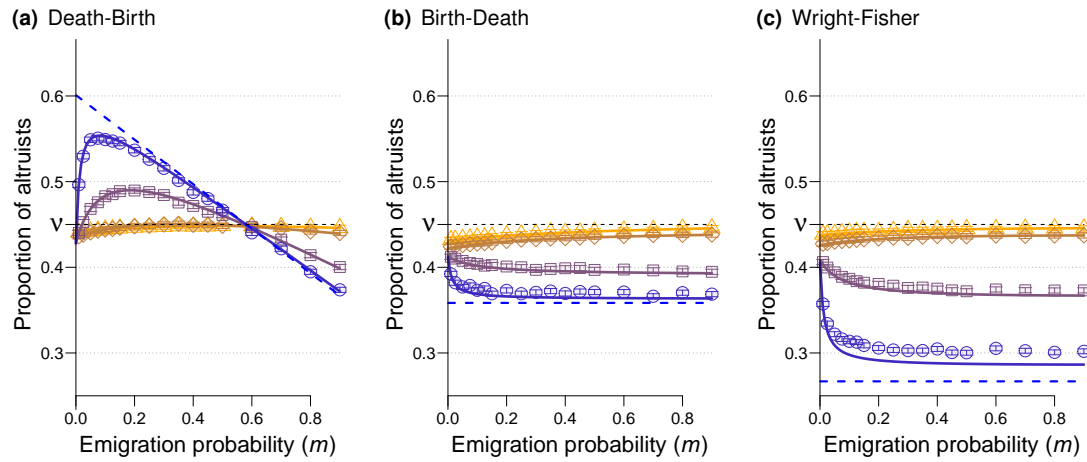 (a) Death-Birth
Proportion of altruists
0.6
0.5
ν
0.4
0.3
0.0 0.2 0.4 0.6 0.8
Emigration probability (m)
(b) Birth-Death
Proportion of altruists
0.6
0.5
ν
0.4
0.3
0.0 0.2 0.4 0.6 0.8
Emigration probability (m)
(c) Wright-Fisher
Proportion of altruists
0.6
0.5
ν
0.4
0.3
0.0 0.2 0.4 0.6 0.8
Emigration probability (m)